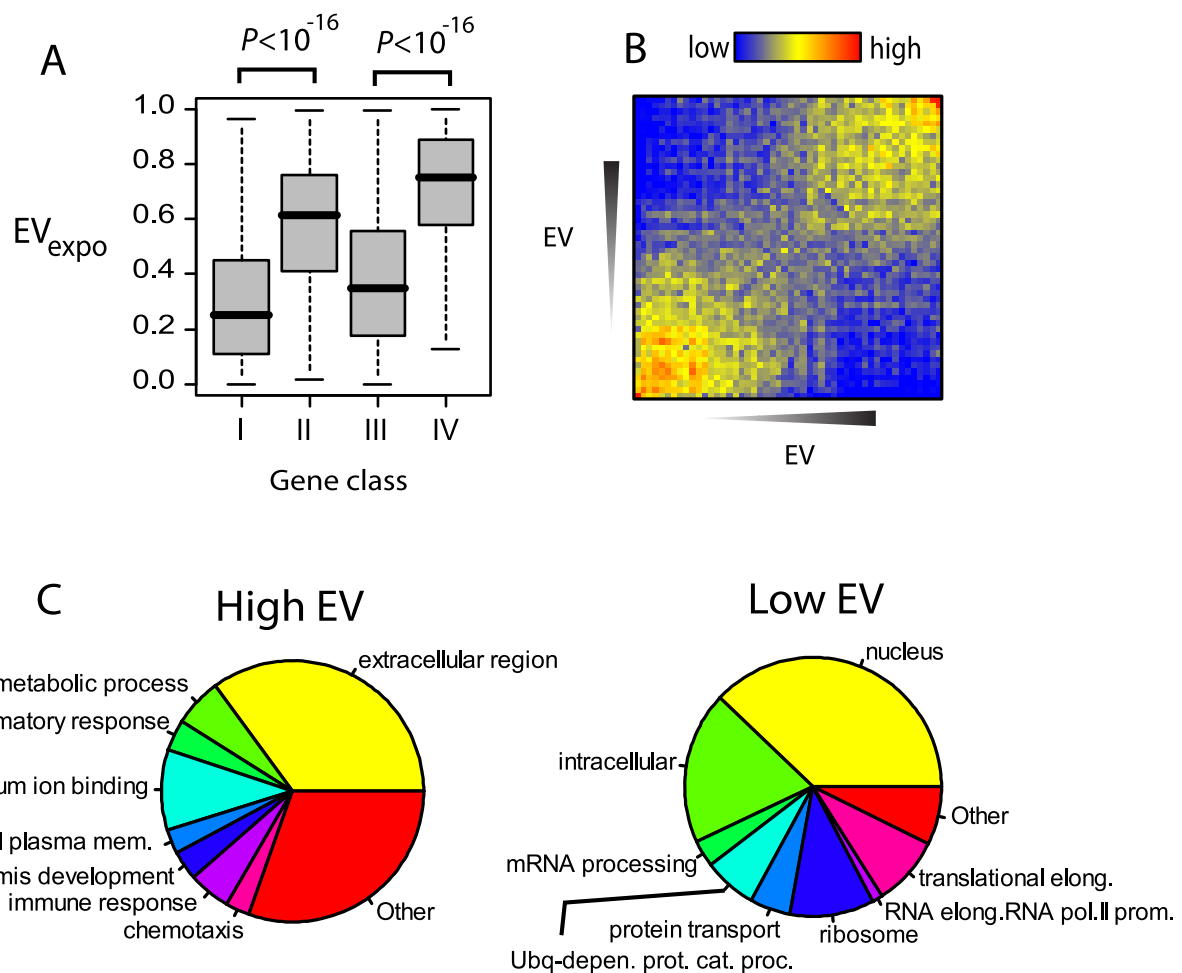 A
P<10^-16
P<10^-16
EV_expo
1.0
0.8
0.6
0.4
0.2
0.0
I II III IV
Gene class
B
low high
EV
EV
C
High EV
extracellular region
metabolic process
matory response
ion binding
plasma mem.
development
immune response
chemotaxis
Other
Low EV
nucleus
intracellular
mRNA processing
Ubq-depen. prot. cat. proc.
protein transport
ribosome
RNA elong.RNA pol.II prom.
translational elong.
Other